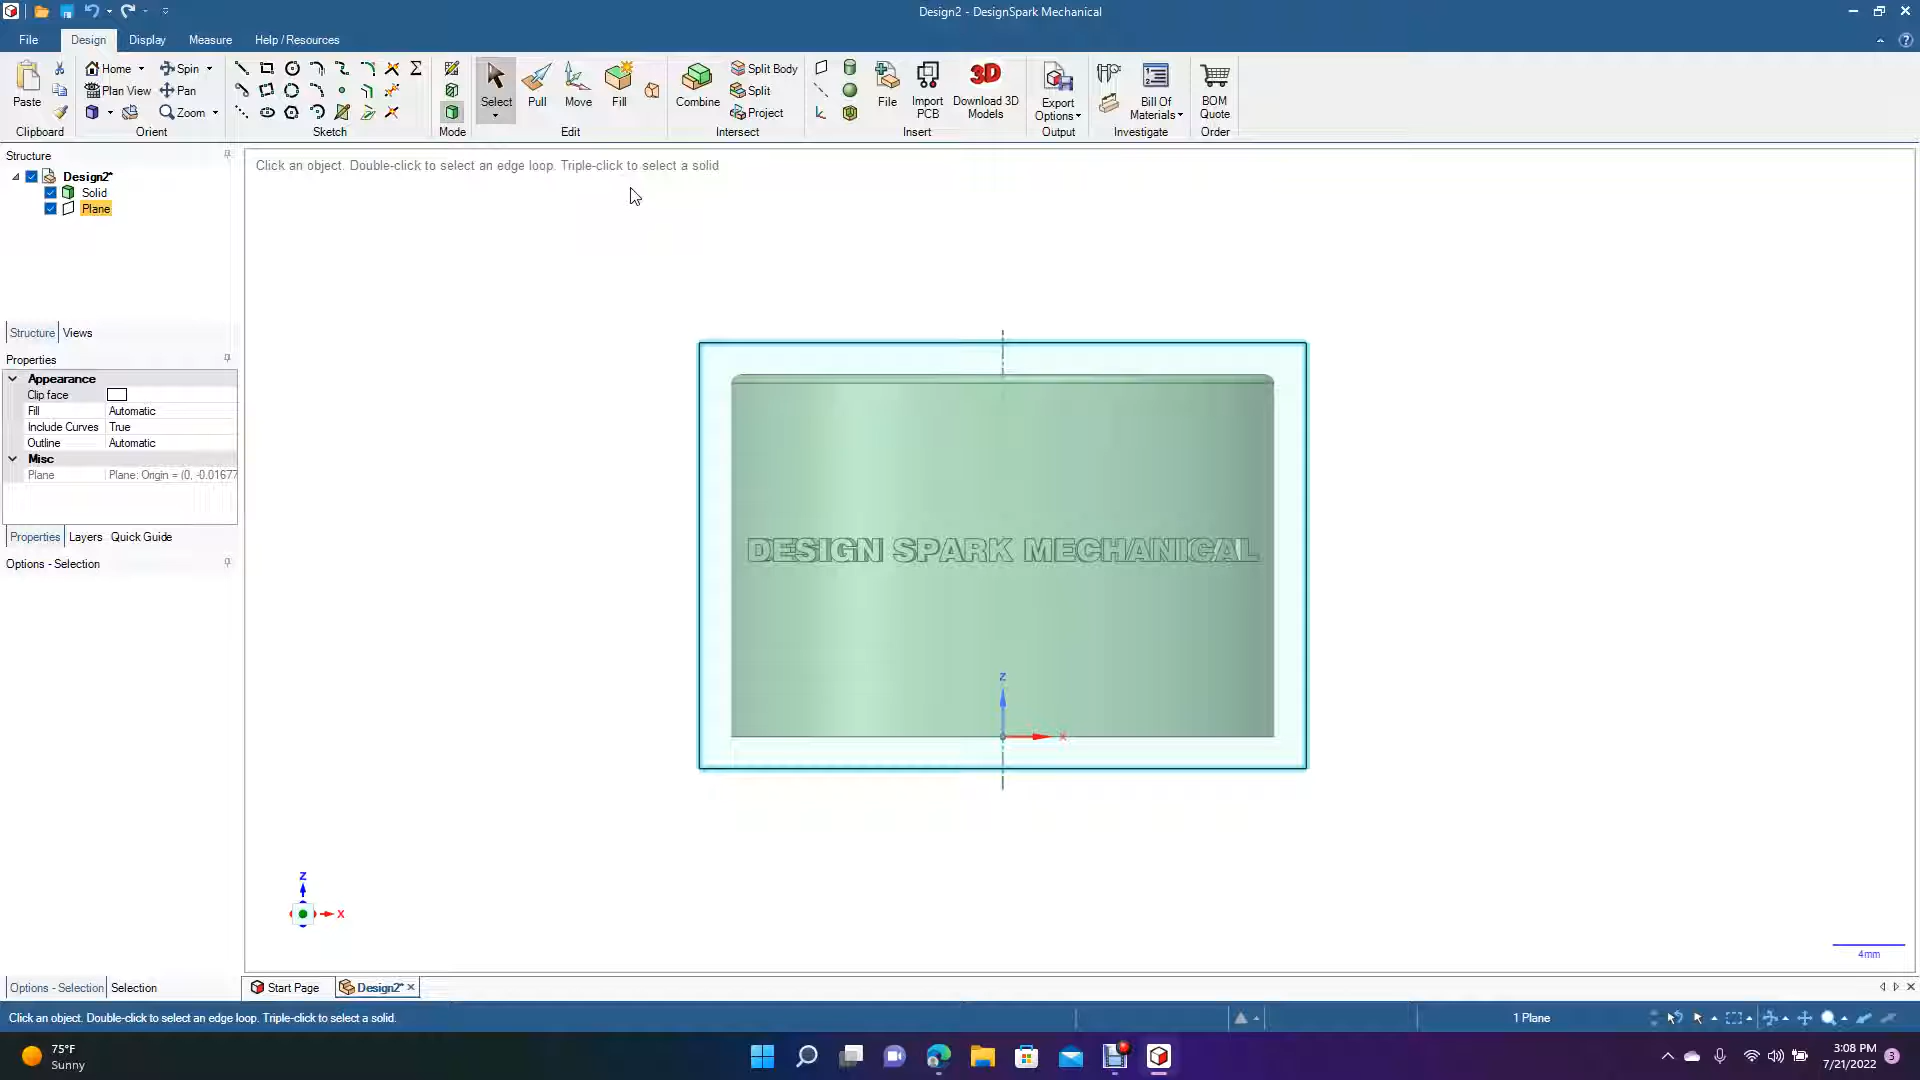 Design2 - DesignSpark Mechanical
File Design Display Measure Help / Resources
Paste Home Spin Plan View Pan Zoom Select Pull Move Fill Combine Split Body Split Project File Import PCB Download 3D Models Export Options Bill Of Materials BOM Quote
Clipboard Orient Sketch Mode Edit Intersect Insert Output Investigate Order
Structure
Design2*
Solid
Plane
Structure Views
Properties
Appearance
Clip face
Fill Automatic
Include Curves True
Outline Automatic
Misc
Plane Plane: Origin = (0, -0.01677
Properties Layers Quick Guide
Options - Selection
Click an object. Double-click to select an edge loop. Triple-click to select a solid
DESIGN SPARK MECHANICAL
Z
X
Z
X
4mm
Options - Selection Selection
Start Page Design2*
Click an object. Double-click to select an edge loop. Triple-click to select a solid.
1 Plane
75°F
Sunny
3:08 PM
7/21/2022
3